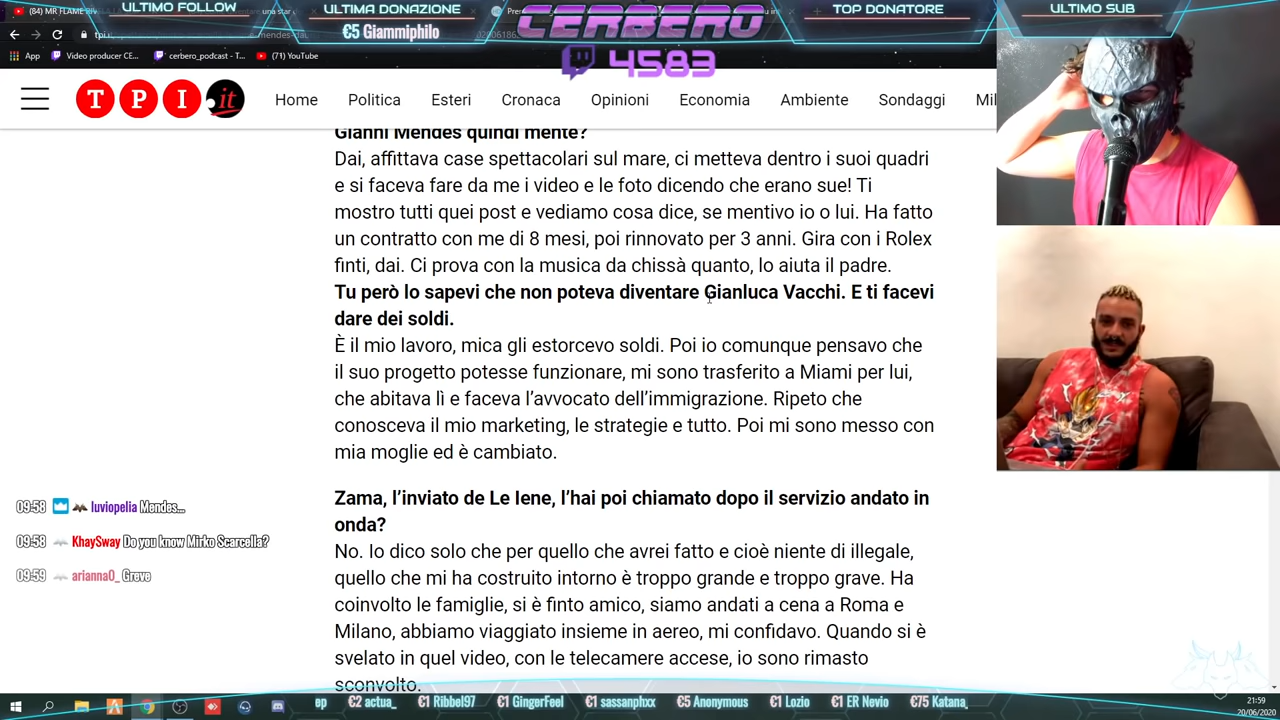 ULTIMO FOLLOW
ULTIMA DONAZIONE
€5 Giammiphilo
CERBERO
4583
TOP DONATORE
ULTIMO SUB
(84) MR FLAME
App
Video producer CE...
cerbero_podcast - T...
(71) YouTube
TPI.it
Home
Politica
Esteri
Cronaca
Opinioni
Economia
Ambiente
Sondaggi
Gianni Mendes quindi mente?
Dai, affittava case spettacolari sul mare, ci metteva dentro i suoi quadri
e si faceva fare da me i video e le foto dicendo che erano sue! Ti
mostro tutti quei post e vediamo cosa dice, se mentivo io o lui. Ha fatto
un contratto con me di 8 mesi, poi rinnovato per 3 anni. Gira con i Rolex
finti, dai. Ci prova con la musica da chissà quanto, lo aiuta il padre.
Tu però lo sapevi che non poteva diventare Gianluca Vacchi. E ti facevi
dare dei soldi.
È il mio lavoro, mica gli estorcevo soldi. Poi io comunque pensavo che
il suo progetto potesse funzionare, mi sono trasferito a Miami per lui,
che abitava lì e faceva l’avvocato dell’immigrazione. Ripeto che
conosceva il mio marketing, le strategie e tutto. Poi mi sono messo con
mia moglie ed è cambiato.
Zama, l’inviato de Le Iene, l’hai poi chiamato dopo il servizio andato in
onda?
No. Io dico solo che per quello che avrei fatto e cioè niente di illegale,
quello che mi ha costruito intorno è troppo grande e troppo grave. Ha
coinvolto le famiglie, si è finto amico, siamo andati a cena a Roma e
Milano, abbiamo viaggiato insieme in aereo, mi confidavo. Quando si è
svelato in quel video, con le telecamere accese, io sono rimasto
sconvolto.
09:58 luviopelia Mendes...
09:58 KhaySway Do you know Mirko Scarcella?
09:59 arianna0_ Greve
ep €2 actua_ €1 Ribbel97 €1 GingerFeel €1 sassanphxx €5 Anonymous €1 Lozio €1 ER Nevio €75 Katana_
21:59
20/06/2020